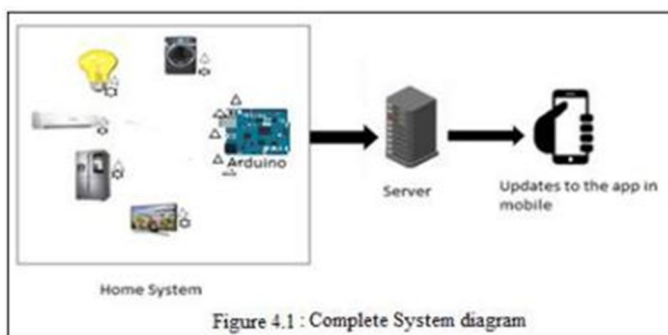 Arduino
Server
Updates to the app in
mobile
Home System
Figure 4.1 : Complete System diagram